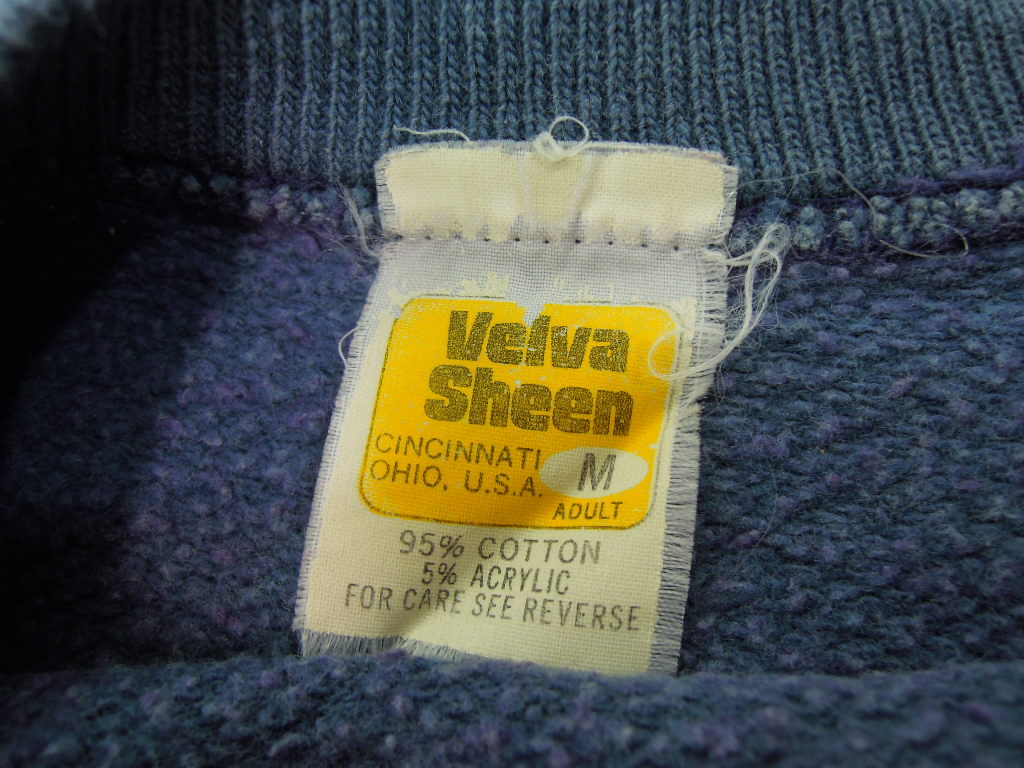 Velva
Sheen
CINCINNATI
OHIO, U.S.A.
M
ADULT
95% COTTON
5% ACRYLIC
FOR CARE SEE REVERSE